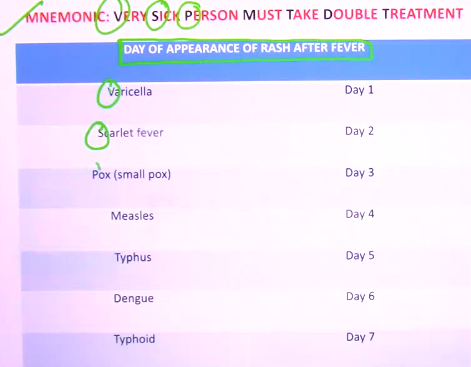 MNEMONIC: VERY SICK PERSON MUST TAKE DOUBLE TREATMENT
DAY OF APPEARANCE OF RASH AFTER FEVER
Varicella Day 1
Scarlet fever Day 2
Pox (small pox) Day 3
Measles Day 4
Typhus Day 5
Dengue Day 6
Typhoid Day 7